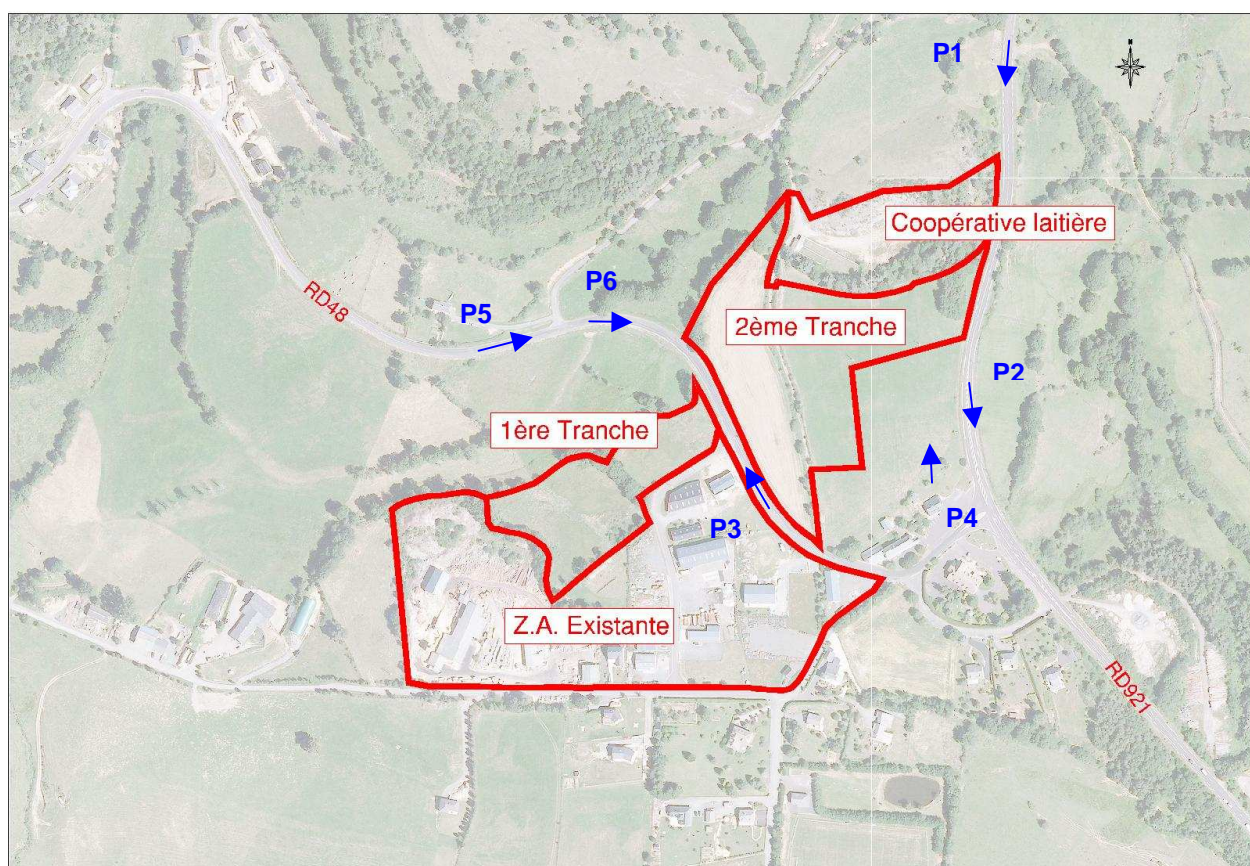 P1
N
Coopérative laitière
P6
RD48
P5
2ème Tranche
P2
1ère Tranche
P3
P4
Z.A. Existante
RD921